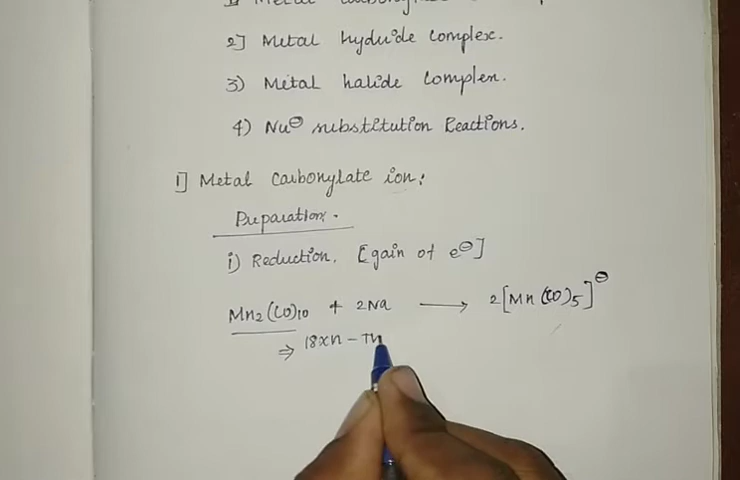 2] Metal hydride Complex.
3) Metal halide Complex.
4) Nu⊖ substitution Reactions.
1] Metal carbonylate ion:
Preparation.
i) Reduction. [gain of e⊖]
Mn₂(CO)₁₀ + 2Na ⟶ 2[Mn(CO)₅]⊖
⇒ 18xn - Tn